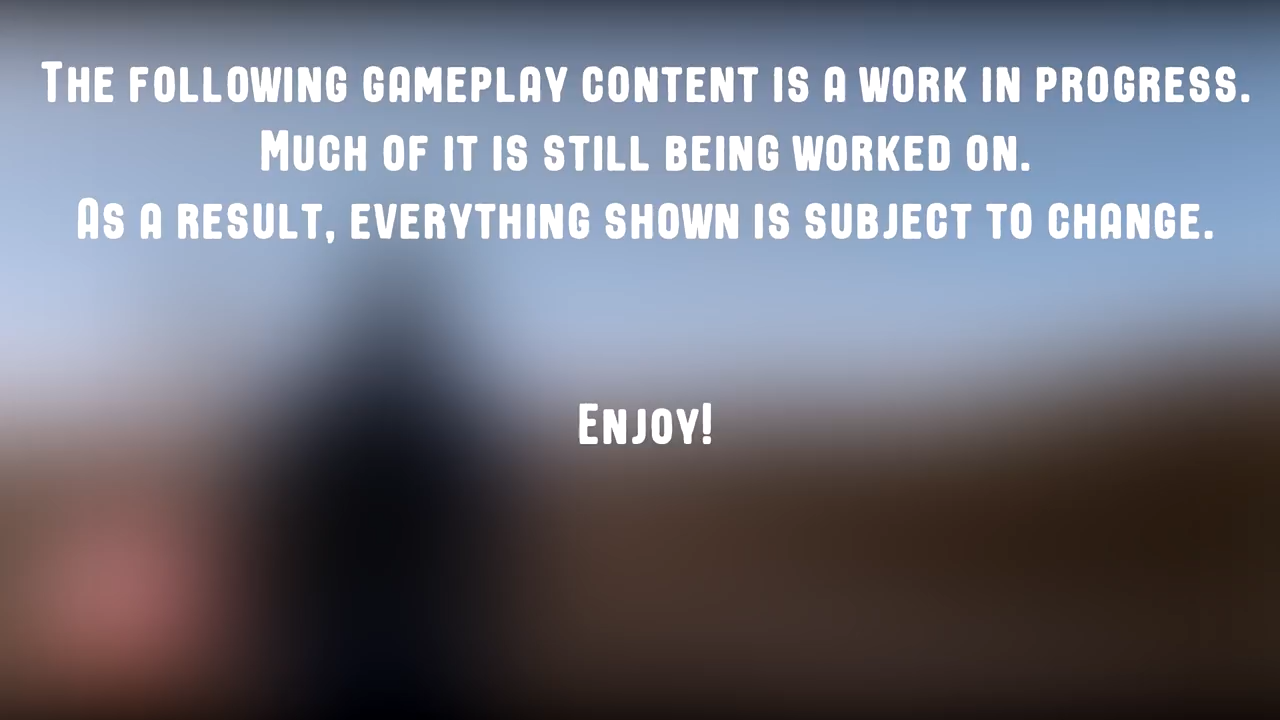 The following gameplay content is a work in progress.
Much of it is still being worked on.
As a result, everything shown is subject to change.
Enjoy!